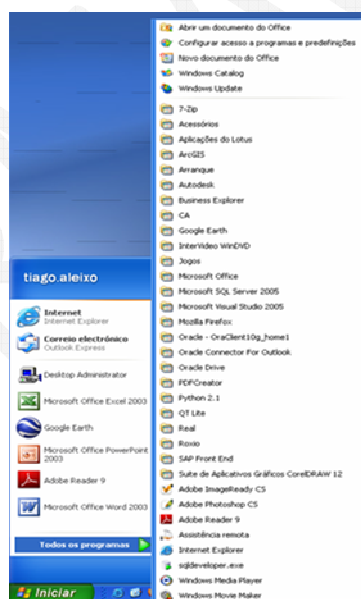 Abrir um documento do Office
Configurar acesso a programas e predefinições
Novo documento do Office
Windows Catalog
Windows Update
7-Zip
Acessórios
Aplicações do Lotus
ArcGIS
Arranque
Autodesk
Business Explorer
CA
Google Earth
InterVideo WinDVD
Jogos
Microsoft Office
Microsoft SQL Server 2005
Microsoft Visual Studio 2005
Mozilla Firefox
Oracle - OraClient10g_home1
Oracle Connector For Outlook
Oracle Drive
PDFCreator
Python 2.1
QT Lite
Real
Roxio
SAP Front End
Suite de Aplicativos Gráficos CorelDRAW 12
Adobe ImageReady CS
Adobe Photoshop CS
Adobe Reader 9
Assistência remota
Internet Explorer
sqldeveloper.exe
Windows Media Player
Windows Movie Maker
tiago.aleixo
Internet
Internet Explorer
Correio electrónico
Outlook Express
Desktop Administrator
Microsoft Office Excel 2003
Google Earth
Microsoft Office PowerPoint
2003
Adobe Reader 9
Microsoft Office Word 2003
Todos os programas
Iniciar